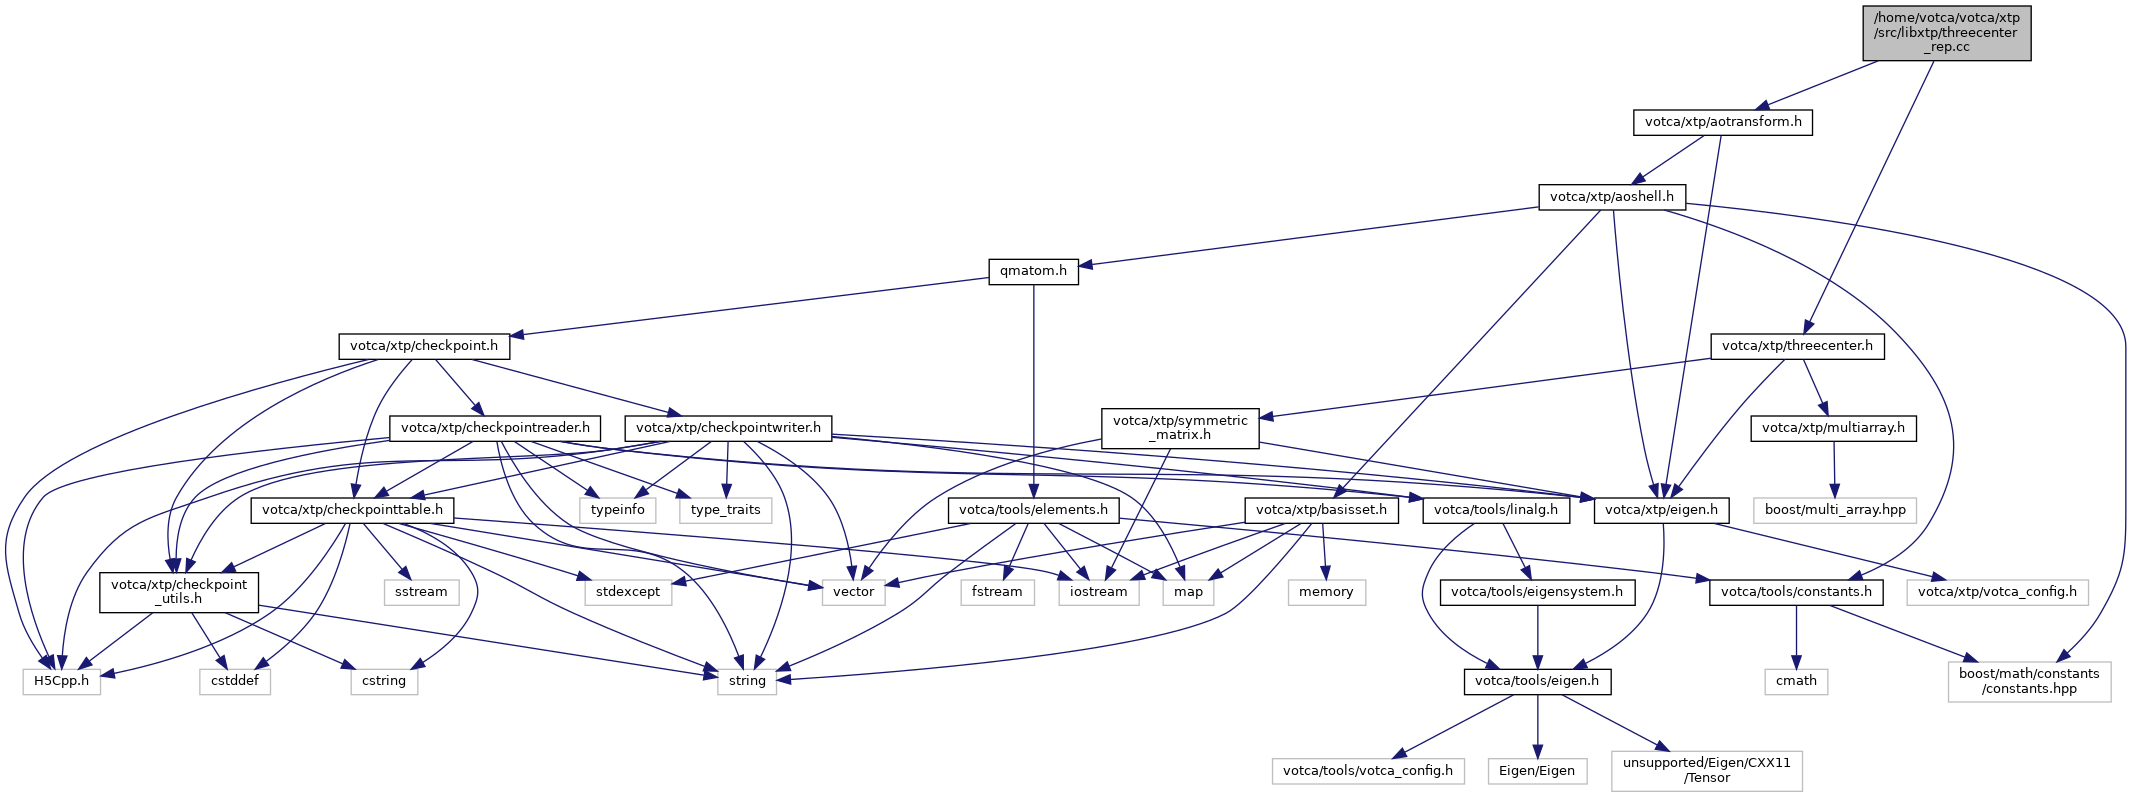 /home/votca/votca/xtp
/src/libxtp/threecenter
_rep.cc
votca/xtp/aotransform.h
votca/xtp/aoshell.h
qmatom.h
votca/xtp/checkpoint.h
votca/xtp/threecenter.h
votca/xtp/checkpointreader.h
votca/xtp/checkpointwriter.h
votca/xtp/symmetric
_matrix.h
votca/xtp/multiarray.h
votca/xtp/checkpointtable.h
typeinfo
type_traits
votca/tools/elements.h
votca/xtp/basisset.h
votca/tools/linalg.h
votca/xtp/eigen.h
boost/multi_array.hpp
votca/xtp/checkpoint
_utils.h
sstream
stdexcept
vector
fstream
iostream
map
memory
votca/tools/eigensystem.h
votca/tools/constants.h
votca/xtp/votca_config.h
H5Cpp.h
cstddef
cstring
string
votca/tools/eigen.h
cmath
boost/math/constants
/constants.hpp
votca/tools/votca_config.h
Eigen/Eigen
unsupported/Eigen/CXX11
/Tensor